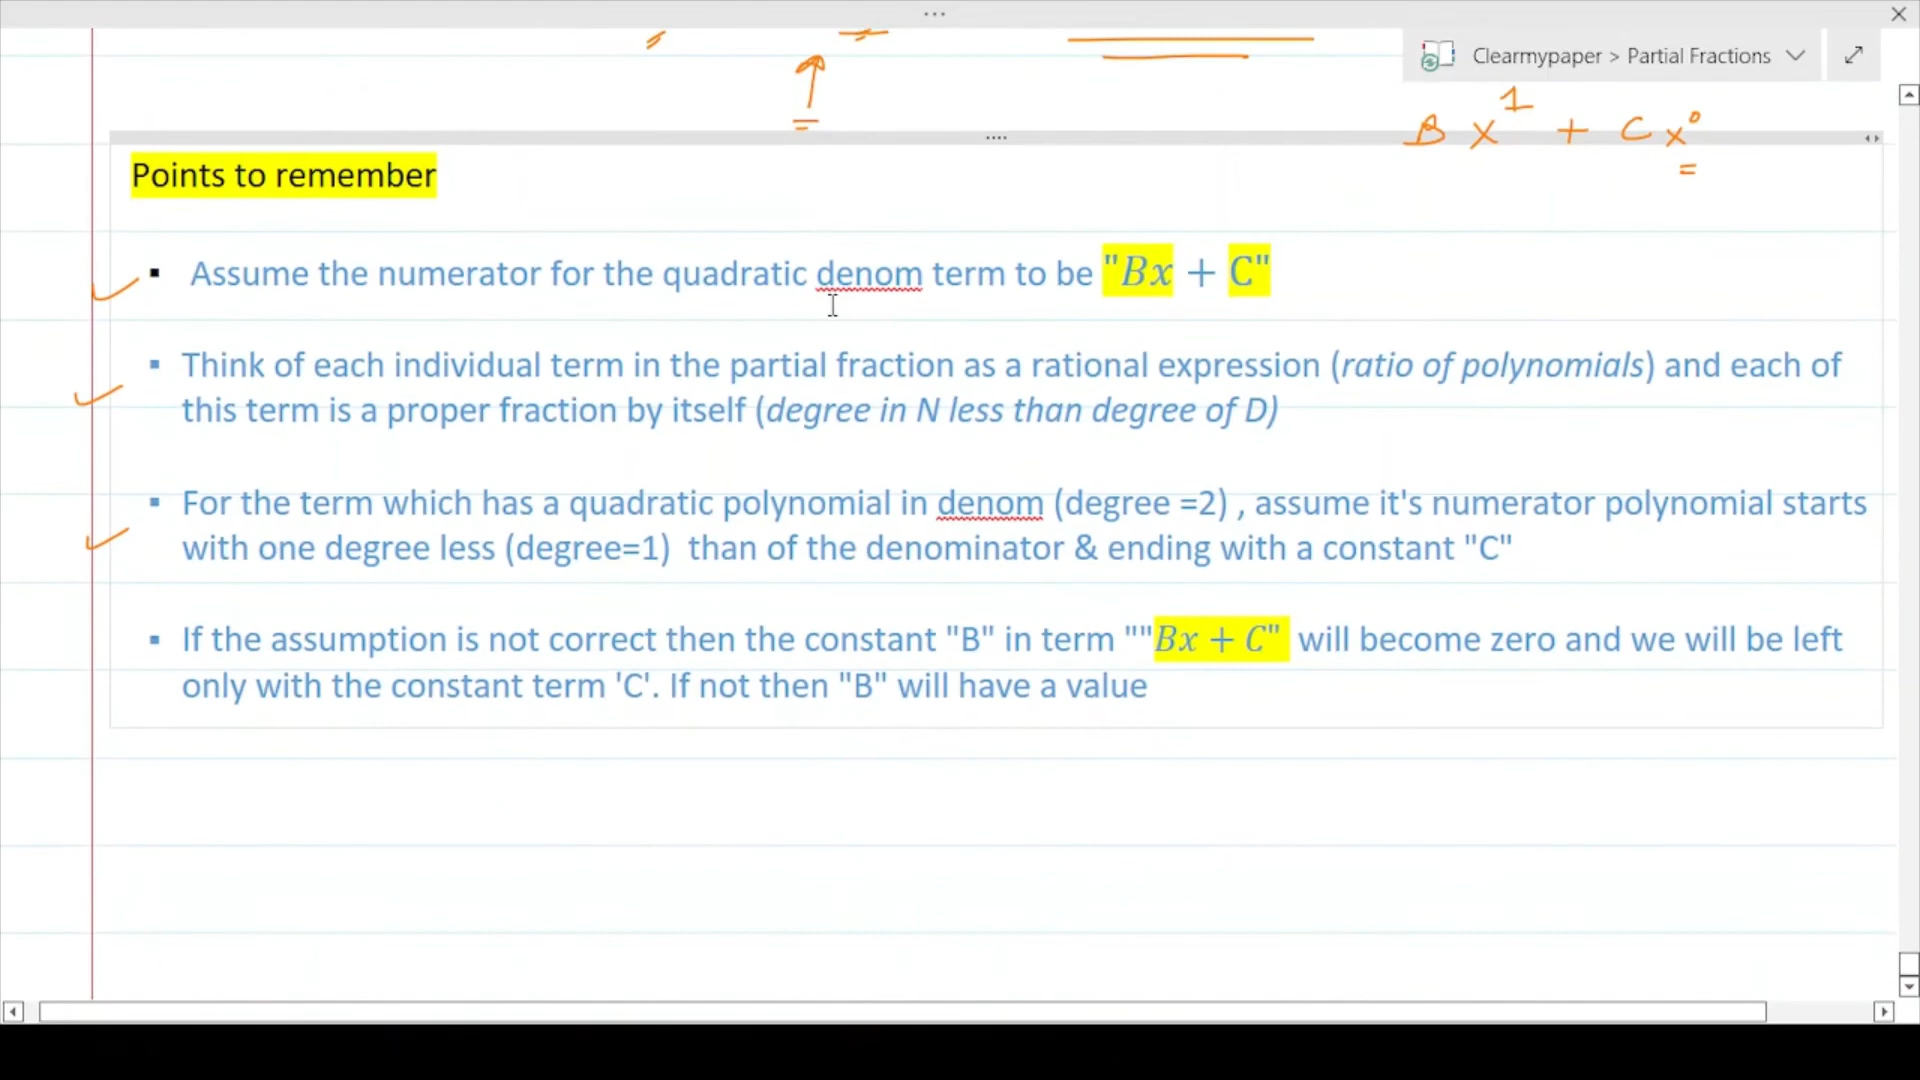 Clearmypaper > Partial Fractions
B x¹ + C x⁰
Points to remember
▪ Assume the numerator for the quadratic denom term to be "Bx + C"
▪ Think of each individual term in the partial fraction as a rational expression (ratio of polynomials) and each of
this term is a proper fraction by itself (degree in N less than degree of D)
▪ For the term which has a quadratic polynomial in denom (degree =2) , assume it's numerator polynomial starts
with one degree less (degree=1) than of the denominator & ending with a constant "C"
▪ If the assumption is not correct then the constant "B" in term ""Bx + C" will become zero and we will be left
only with the constant term 'C'. If not then "B" will have a value